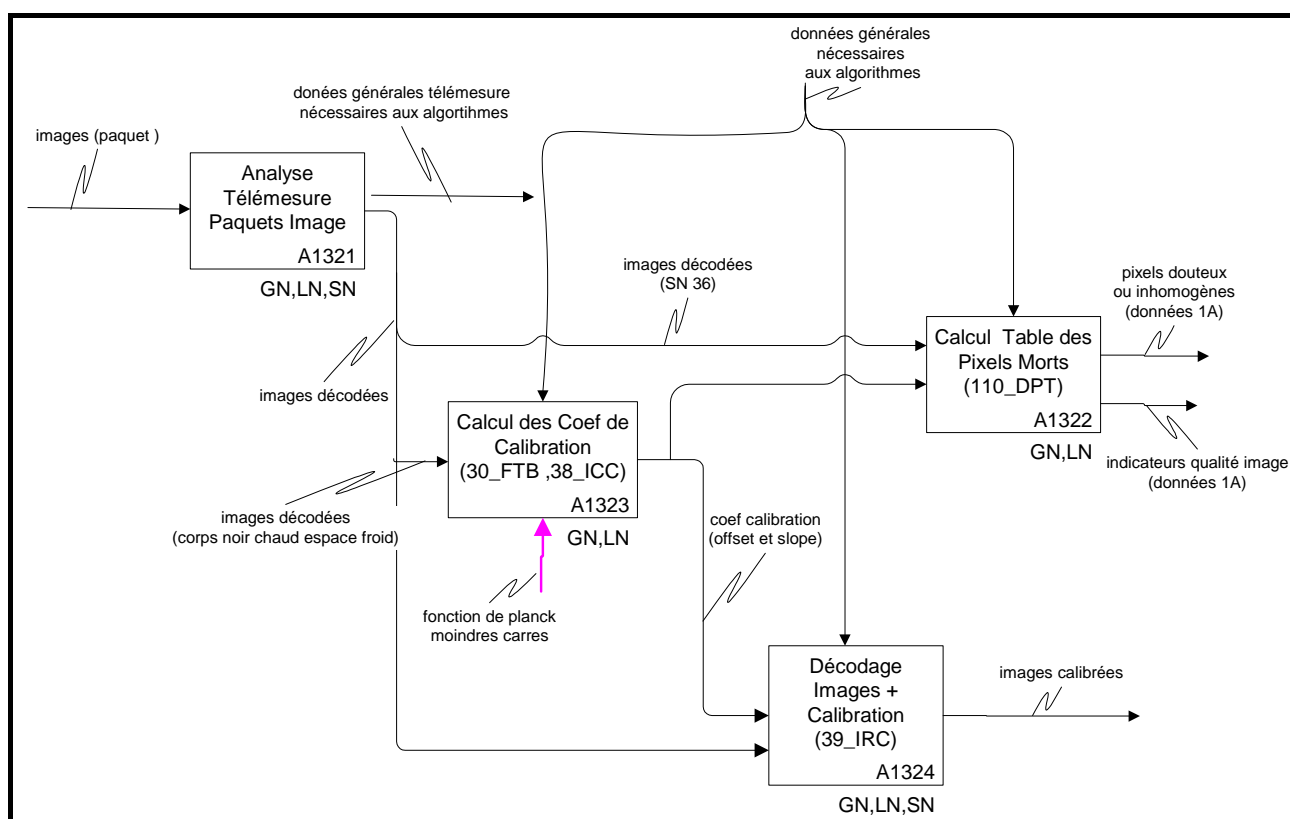 données générales
nécessaires
aux algorithmes
donées générales télémesure
nécessaires aux algortihmes
images (paquet )
Analyse
Télémesure
Paquets Image
A1321
GN,LN,SN
images décodées
(SN 36)
pixels douteux
ou inhomogènes
(données 1A)
Calcul Table des
Pixels Morts
(110_DPT)
A1322
GN,LN
indicateurs qualité image
(données 1A)
images décodées
Calcul des Coef de
Calibration
(30_FTB ,38_ICC)
A1323
GN,LN
images décodées
(corps noir chaud espace froid)
coef calibration
(offset et slope)
fonction de planck
moindres carres
Décodage
Images +
Calibration
(39_IRC)
A1324
GN,LN,SN
images calibrées